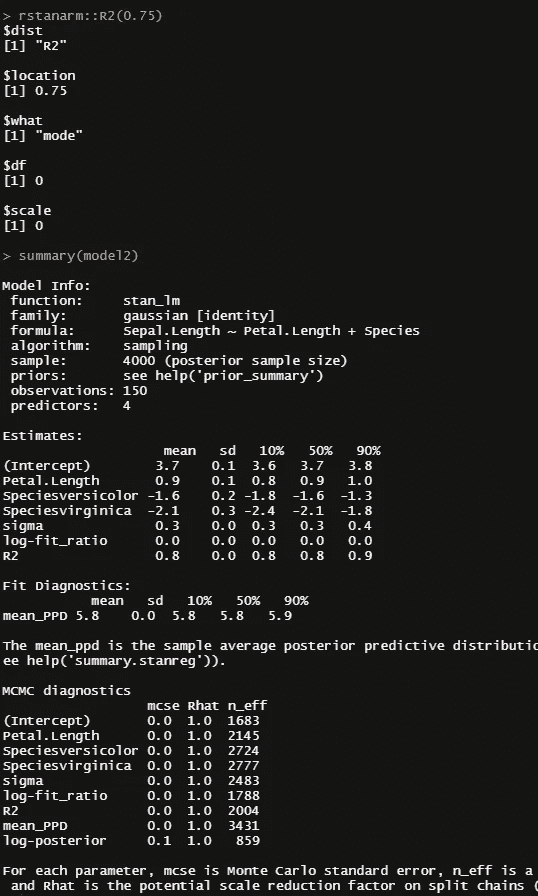 > rstanarm::R2(0.75)
$dist
[1] "R2"
$location
[1] 0.75
$what
[1] "mode"
$df
[1] 0
$scale
[1] 0
> summary(model2)
Model Info:
function: stan_lm
family: gaussian [identity]
formula: Sepal.Length ~ Petal.Length + Species
algorithm: sampling
sample: 4000 (posterior sample size)
priors: see help('prior_summary')
observations: 150
predictors: 4
Estimates:
mean sd 10% 50% 90%
(Intercept) 3.7 0.1 3.6 3.7 3.8
Petal.Length 0.9 0.1 0.8 0.9 1.0
Speciesversicolor -1.6 0.2 -1.8 -1.6 -1.3
Speciesvirginica -2.1 0.3 -2.4 -2.1 -1.8
sigma 0.3 0.0 0.3 0.3 0.4
log-fit_ratio 0.0 0.0 0.0 0.0 0.0
R2 0.8 0.0 0.8 0.8 0.9
Fit Diagnostics:
mean sd 10% 50% 90%
mean_PPD 5.8 0.0 5.8 5.8 5.9
The mean_ppd is the sample average posterior predictive distributio
ee help('summary.stanreg')).
MCMC diagnostics
mcse Rhat n_eff
(Intercept) 0.0 1.0 1683
Petal.Length 0.0 1.0 2145
Speciesversicolor 0.0 1.0 2724
Speciesvirginica 0.0 1.0 2777
sigma 0.0 1.0 2483
log-fit_ratio 0.0 1.0 1788
R2 0.0 1.0 2004
mean_PPD 0.0 1.0 3431
log-posterior 0.1 1.0 859
For each parameter, mcse is Monte Carlo standard error, n_eff is a
and Rhat is the potential scale reduction factor on split chains (